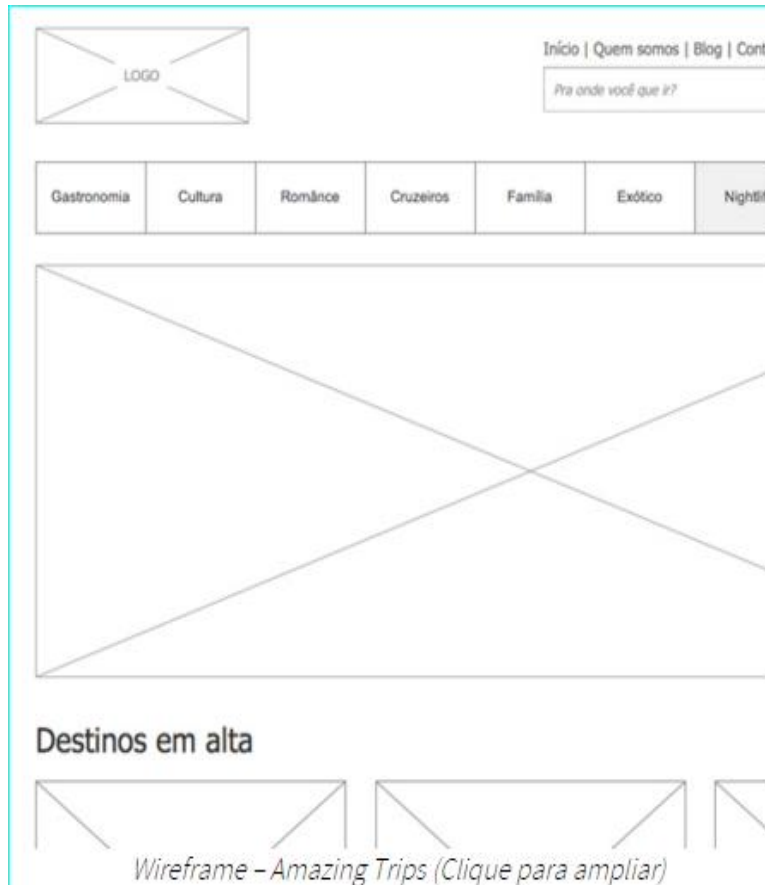 LOGO
Início | Quem somos | Blog | Cont
Pra onde você que ir?
Gastronomia Cultura Românce Cruzeiros Família Exótico Nightlif
Destinos em alta
Wireframe – Amazing Trips (Clique para ampliar)